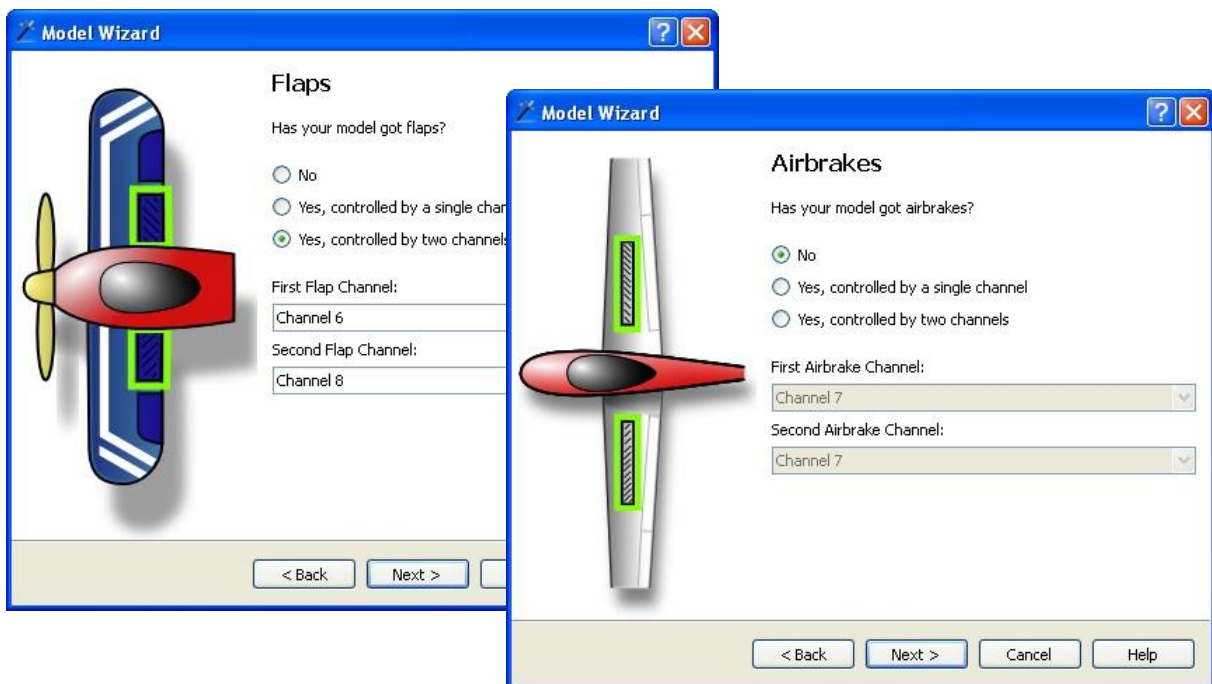 Model Wizard
Flaps
Has your model got flaps?
No
Yes, controlled by a single
Yes, controlled by two
First Flap Channel:
Channel 6
Second Flap Channel:
Channel 8
< Back
Next >
Model Wizard
Airbrakes
Has your model got airbrakes?
No
Yes, controlled by a single channel
Yes, controlled by two channels
First Airbrake Channel:
Channel 7
Second Airbrake Channel:
Channel 7
< Back
Next >
Cancel
Help